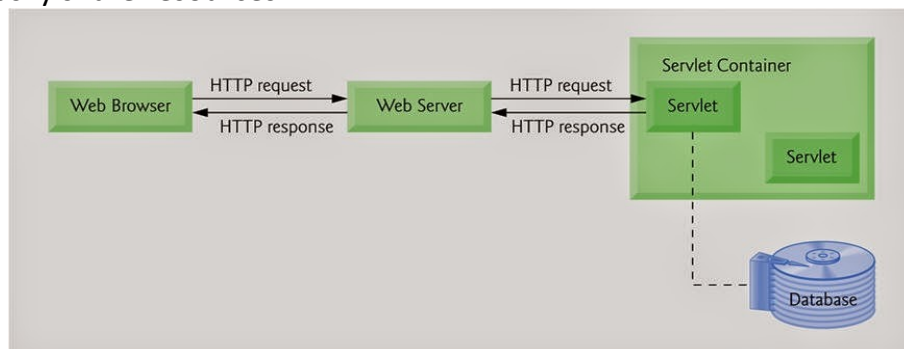 HTTP request
HTTP request
Servlet Container
Web Browser
Web Server
Servlet
HTTP response
HTTP response
Servlet
Database